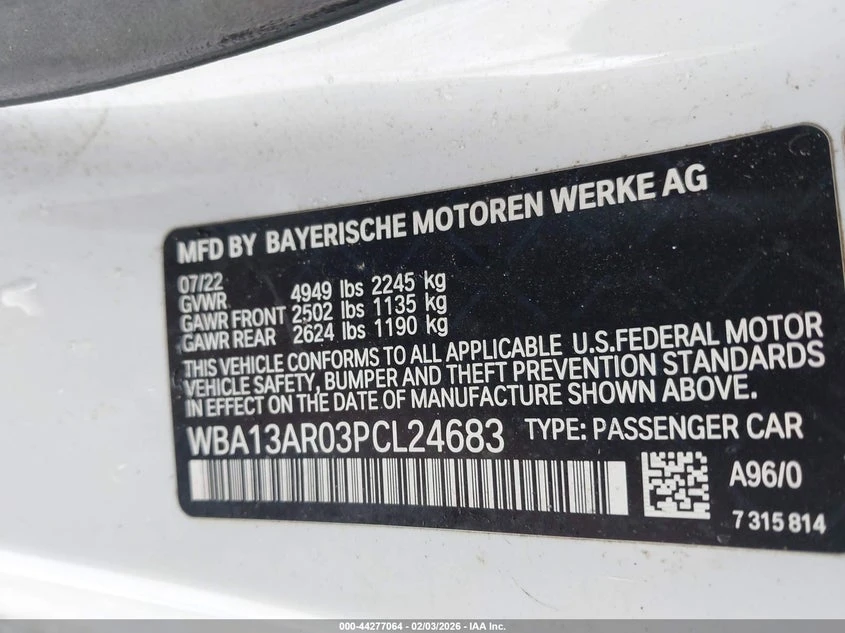 MFD BY BAYERISCHE MOTOREN WERKE AG
07/22
GVWR 4949 lbs 2245 kg
GAWR FRONT 2502 lbs 1135 kg
GAWR REAR 2624 lbs 1190 kg
THIS VEHICLE CONFORMS TO ALL APPLICABLE U.S.FEDERAL MOTOR
VEHICLE SAFETY, BUMPER AND THEFT PREVENTION STANDARDS
IN EFFECT ON THE DATE OF MANUFACTURE SHOWN ABOVE.
WBA13AR03PCL24683 TYPE: PASSENGER CAR
A96/0
7 315 814
000-44277064 - 02/03/2026 - IAA Inc.